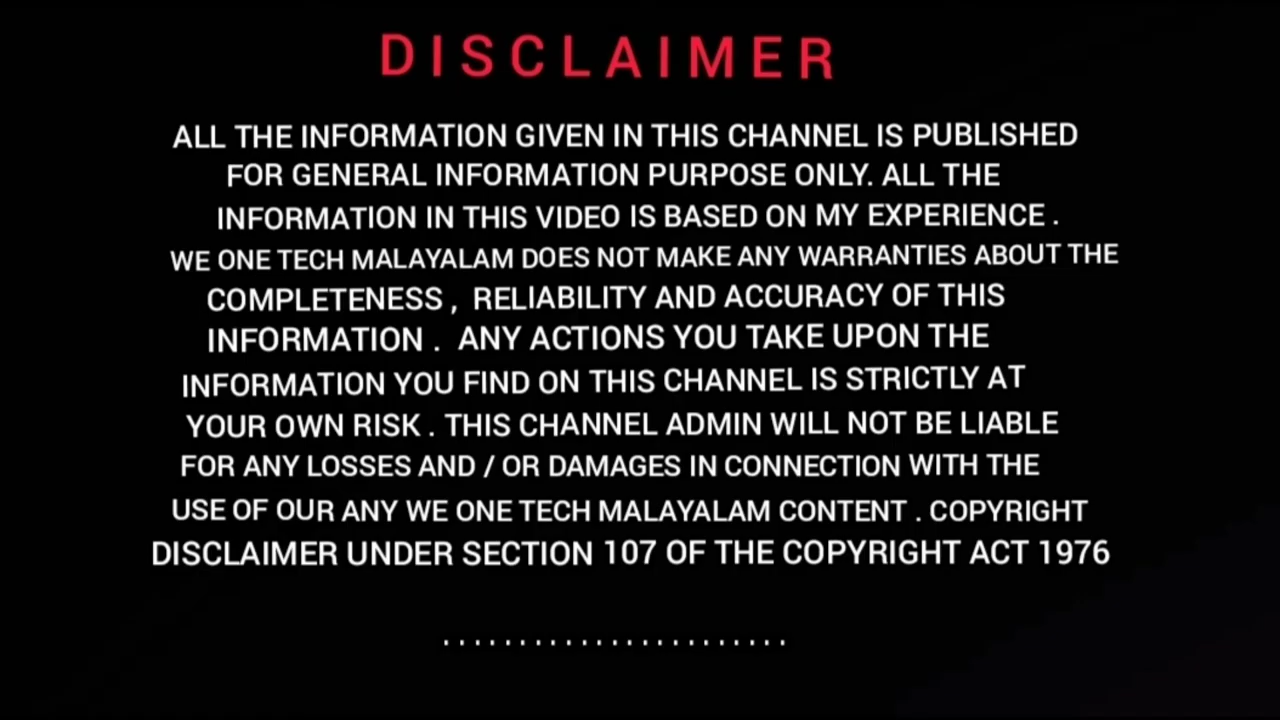 DISCLAIMER
ALL THE INFORMATION GIVEN IN THIS CHANNEL IS PUBLISHED
FOR GENERAL INFORMATION PURPOSE ONLY. ALL THE
INFORMATION IN THIS VIDEO IS BASED ON MY EXPERIENCE .
WE ONE TECH MALAYALAM DOES NOT MAKE ANY WARRANTIES ABOUT THE
COMPLETENESS , RELIABILITY AND ACCURACY OF THIS
INFORMATION . ANY ACTIONS YOU TAKE UPON THE
INFORMATION YOU FIND ON THIS CHANNEL IS STRICTLY AT
YOUR OWN RISK . THIS CHANNEL ADMIN WILL NOT BE LIABLE
FOR ANY LOSSES AND / OR DAMAGES IN CONNECTION WITH THE
USE OF OUR ANY WE ONE TECH MALAYALAM CONTENT . COPYRIGHT
DISCLAIMER UNDER SECTION 107 OF THE COPYRIGHT ACT 1976
.......................